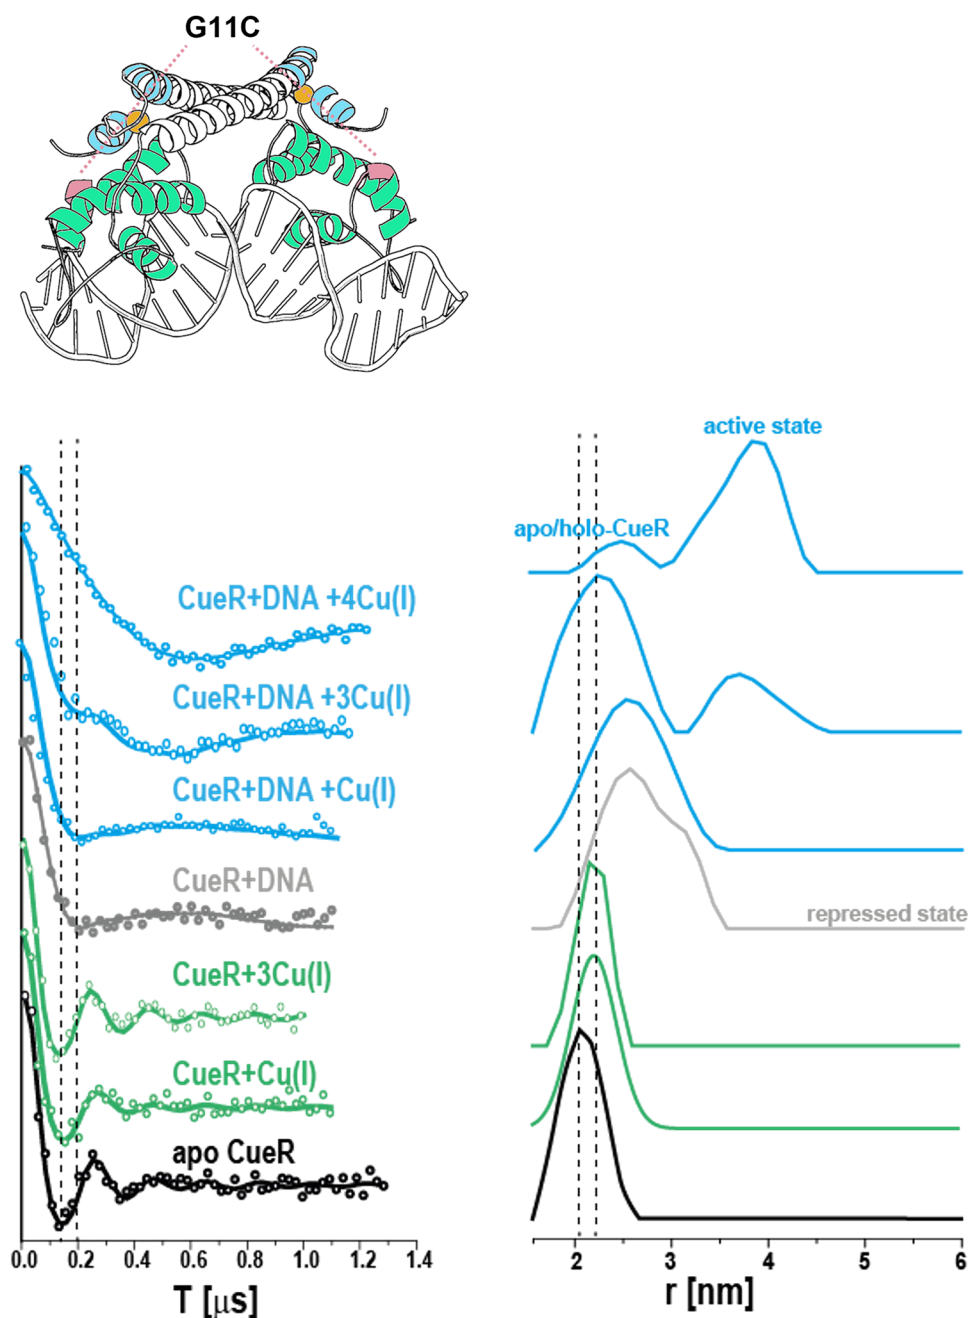 G11C
active state
apo/holo-CueR
CueR+DNA +4Cu(I)
CueR+DNA +3Cu(I)
CueR+DNA +Cu(I)
CueR+DNA
repressed state
CueR+3Cu(I)
CueR+Cu(I)
apo CueR
0.0 0.2 0.4 0.6 0.8 1.0 1.2 1.4
T [μs]
2 3 4 5 6
r [nm]